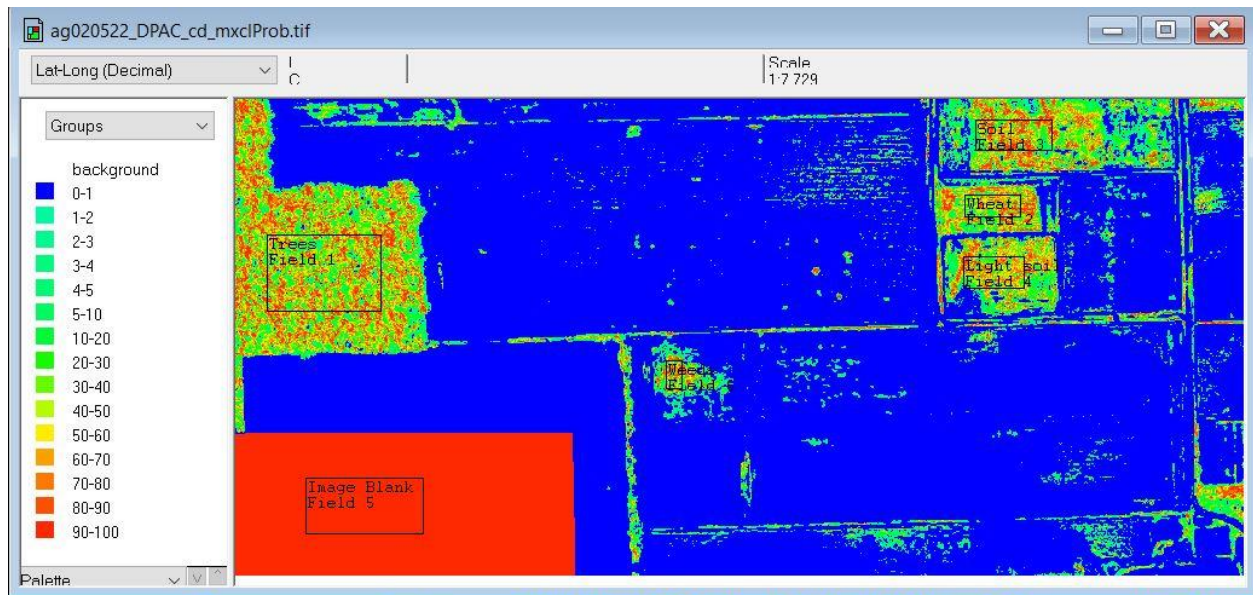 ag020522_DPAC_cd_mxclProb.tif
Lat-Long (Decimal)
Scale
1:7,729
Groups
background
0-1
1-2
2-3
3-4
4-5
5-10
10-20
20-30
30-40
40-50
50-60
60-70
70-80
80-90
90-100
Palette
Trees
Field 1
Soil
Field 3
Wheat
Field 2
Light soil
Field 4
Weeds
Field
Image Blank
Field 5